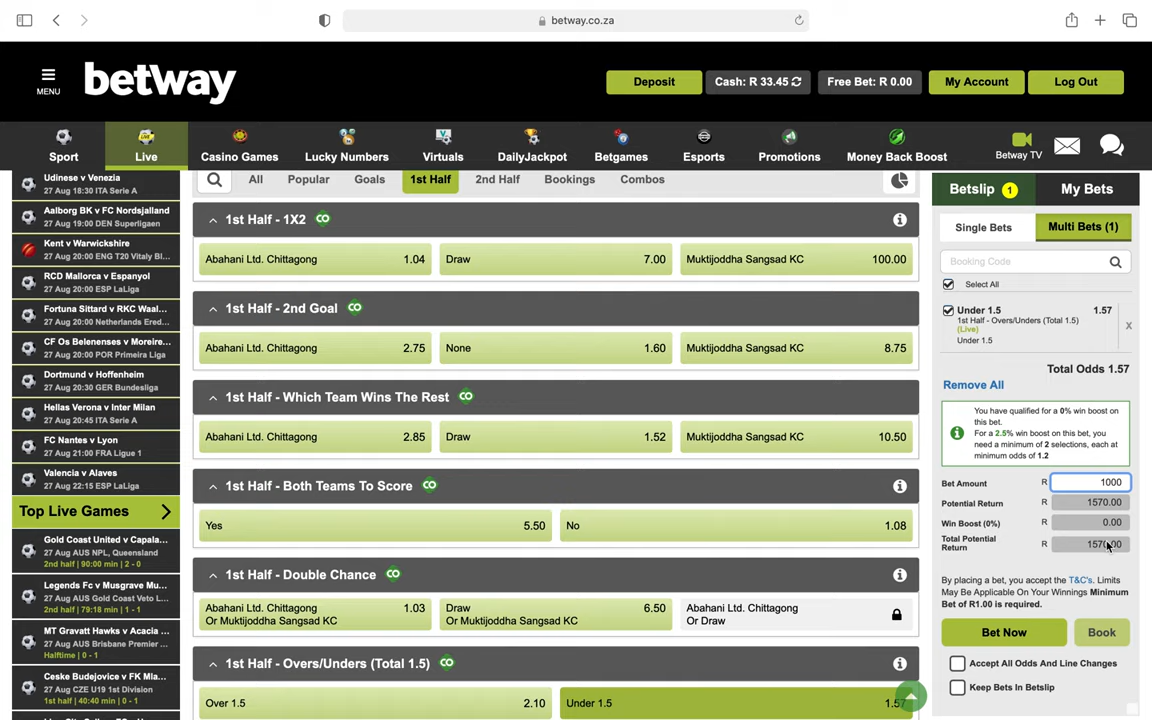 betway.co.za
MENU
betway
Deposit
Cash: R 33.45
Free Bet: R 0.00
My Account
Log Out
Sport
Live
Casino Games
Lucky Numbers
Virtuals
DailyJackpot
Betgames
Esports
Promotions
Money Back Boost
Betway TV
Udinese v Venezia
27 Aug 18:30 ITA Serie A
Aalborg BK v FC Nordsjalland
27 Aug 19:00 DEN Superligaen
Kent v Warwickshire
27 Aug 20:00 ENG T20 Vitaly Bl...
RCD Mallorca v Espanyol
27 Aug 20:00 ESP LaLiga
Fortuna Sittard v RKC Waal...
27 Aug 20:00 Netherlands Ered...
CF Os Belenenses v Moreire...
27 Aug 20:00 POR Primeira Liga
Dortmund v Hoffenheim
27 Aug 20:30 GER Bundesliga
Hellas Verona v Inter Milan
27 Aug 20:45 ITA Serie A
FC Nantes v Lyon
27 Aug 21:00 FRA Ligue 1
Valencia v Alaves
27 Aug 22:15 ESP LaLiga
Top Live Games
Gold Coast United v Capala...
27 Aug AUS NPL, Queensland
2nd half | 90:00 min | 2 - 0
Legends Fc v Musgrave Mu...
27 Aug AUS Gold Coast Veto L...
2nd half | 79:18 min | 1 - 1
MT Gravatt Hawks v Acacia ...
27 Aug AUS Brisbane Premier ...
Halftime | 0 - 1
Ceske Budejovice v FK Mla...
27 Aug CZE U19 1st Division
1st half | 40:40 min | 0 - 1
All
Popular
Goals
1st Half
2nd Half
Bookings
Combos
1st Half - 1X2 CO
Abahani Ltd. Chittagong 1.04
Draw 7.00
Muktijoddha Sangsad KC 100.00
1st Half - 2nd Goal CO
Abahani Ltd. Chittagong 2.75
None 1.60
Muktijoddha Sangsad KC 8.75
1st Half - Which Team Wins The Rest CO
Abahani Ltd. Chittagong 2.85
Draw 1.52
Muktijoddha Sangsad KC 10.50
1st Half - Both Teams To Score CO
Yes 5.50
No 1.08
1st Half - Double Chance CO
Abahani Ltd. Chittagong 1.03
Or Muktijoddha Sangsad KC
Draw 6.50
Or Muktijoddha Sangsad KC
Abahani Ltd. Chittagong
Or Draw
1st Half - Overs/Unders (Total 1.5) CO
Over 1.5 2.10
Under 1.5 1.57
Betslip 1
My Bets
Single Bets
Multi Bets (1)
Booking Code
Select All
Under 1.5 1.57
1st Half - Overs/Unders (Total 1.5)
(Live)
Under 1.5
X
Total Odds 1.57
Remove All
You have qualified for a 0% win boost on
this bet.
For a 2.5% win boost on this bet, you
need a minimum of 2 selections, each at
minimum odds of 1.2
Bet Amount R 1000
Potential Return R 1570.00
Win Boost (0%) R 0.00
Total Potential
Return R 1570.00
By placing a bet, you accept the T&C's. Limits
May Be Applicable On Your Winnings Minimum
Bet of R1.00 is required.
Bet Now
Book
Accept All Odds And Line Changes
Keep Bets In Betslip